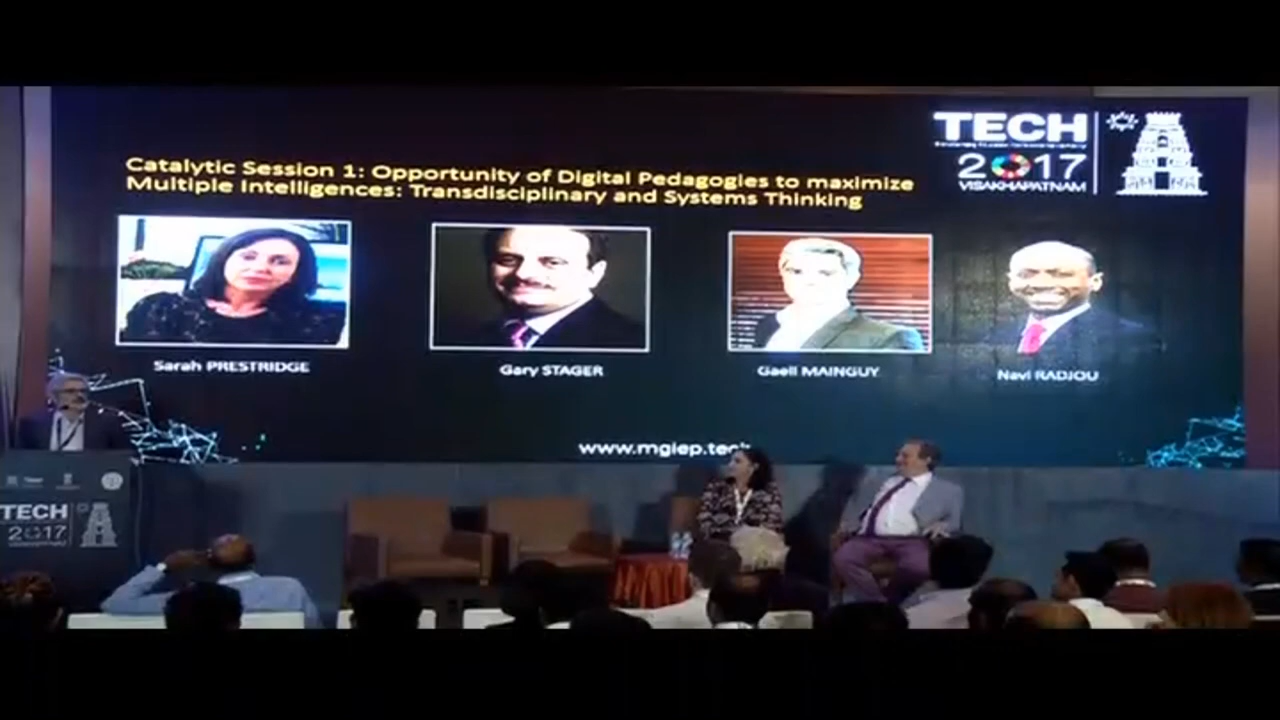 TECH
2017
VISAKHAPATNAM
Catalytic Session 1: Opportunity of Digital Pedagogies to maximize
Multiple Intelligences: Transdisciplinary and Systems Thinking
Sarah PRESTRIDGE
Gary STAGER
Gaell MAINGUY
Navi RADJOU
www.mgiep.tech
TECH
2017